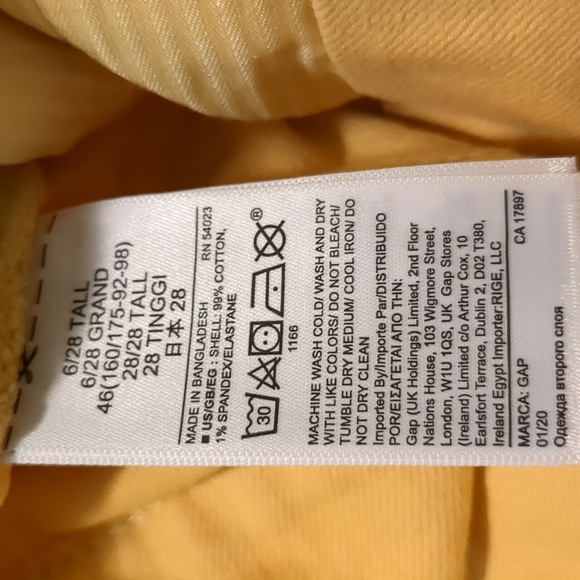 6/28 TALL
6/28 GRAND
46(160/175-92-98)
28/28 TALL
28 TINGGI
日本 28
MADE IN BANGLADESH RN 54023
■ US/GB/EG : SHELL: 99% COTTON,
1% SPANDEX/ELASTANE
30
®
1166
MACHINE WASH COLD/ WASH AND DRY
WITH LIKE COLORS/ DO NOT BLEACH/
TUMBLE DRY MEDIUM/ COOL IRON/ DO
NOT DRY CLEAN
Imported By/Importe Par/DISTRIBUIDO
POR/ΕΙΣΑΓΕΤΑΙ ΑΠΟ ΤΗΝ:
Gap (UK Holdings) Limited, 2nd Floor
Nations House, 103 Wigmore Street,
London, W1U 1QS, UK Gap Stores
(Ireland) Limited c/o Arthur Cox, 10
Earlsfort Terrace, Dublin 2, D02 T380,
Ireland Egypt Importer:RIGE, LLC
MARCA: GAP CA 17897
01/20
Одежда второго слоя